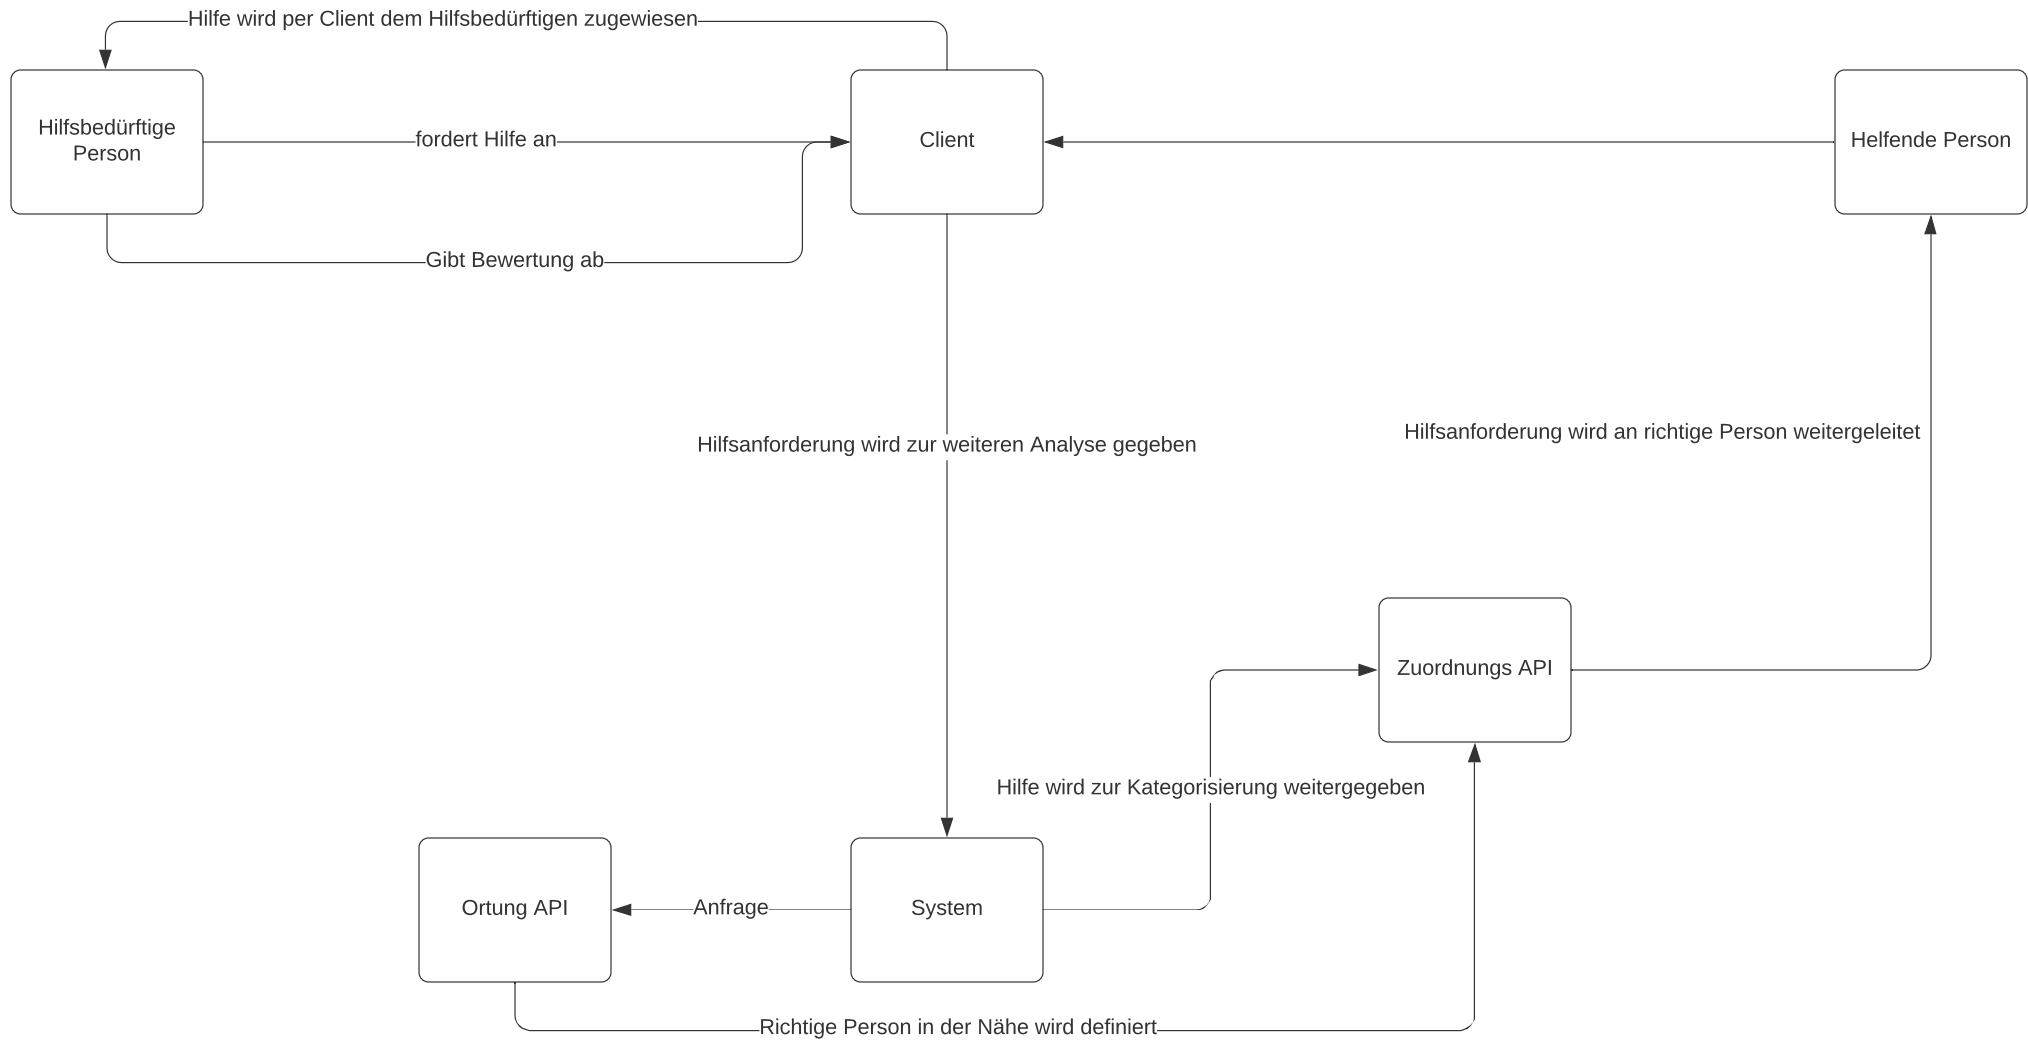 Hilfe wird per Client dem Hilfsbedürftigen zugewiesen
Hilfsbedürftige
Person
fordert Hilfe an
Client
Helfende Person
Gibt Bewertung ab
Hilfsanforderung wird zur weiteren Analyse gegeben
Hilfsanforderung wird an richtige Person weitergeleitet
Zuordnungs API
Hilfe wird zur Kategorisierung weitergegeben
Ortung API
Anfrage
System
Richtige Person in der Nähe wird definiert